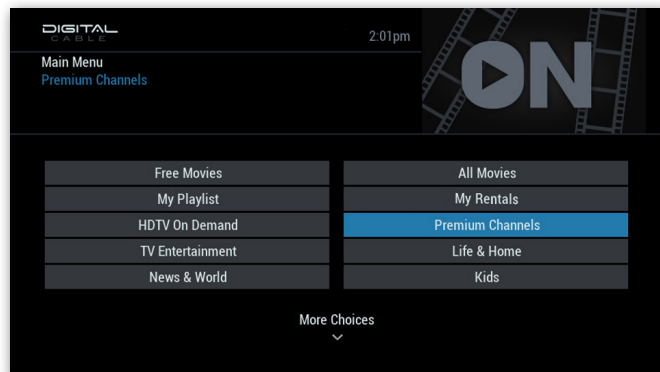 DIGITAL
CABLE
2:01pm
Main Menu
Premium Channels
ON
Free Movies
All Movies
My Playlist
My Rentals
HDTV On Demand
Premium Channels
TV Entertainment
Life & Home
News & World
Kids
More Choices